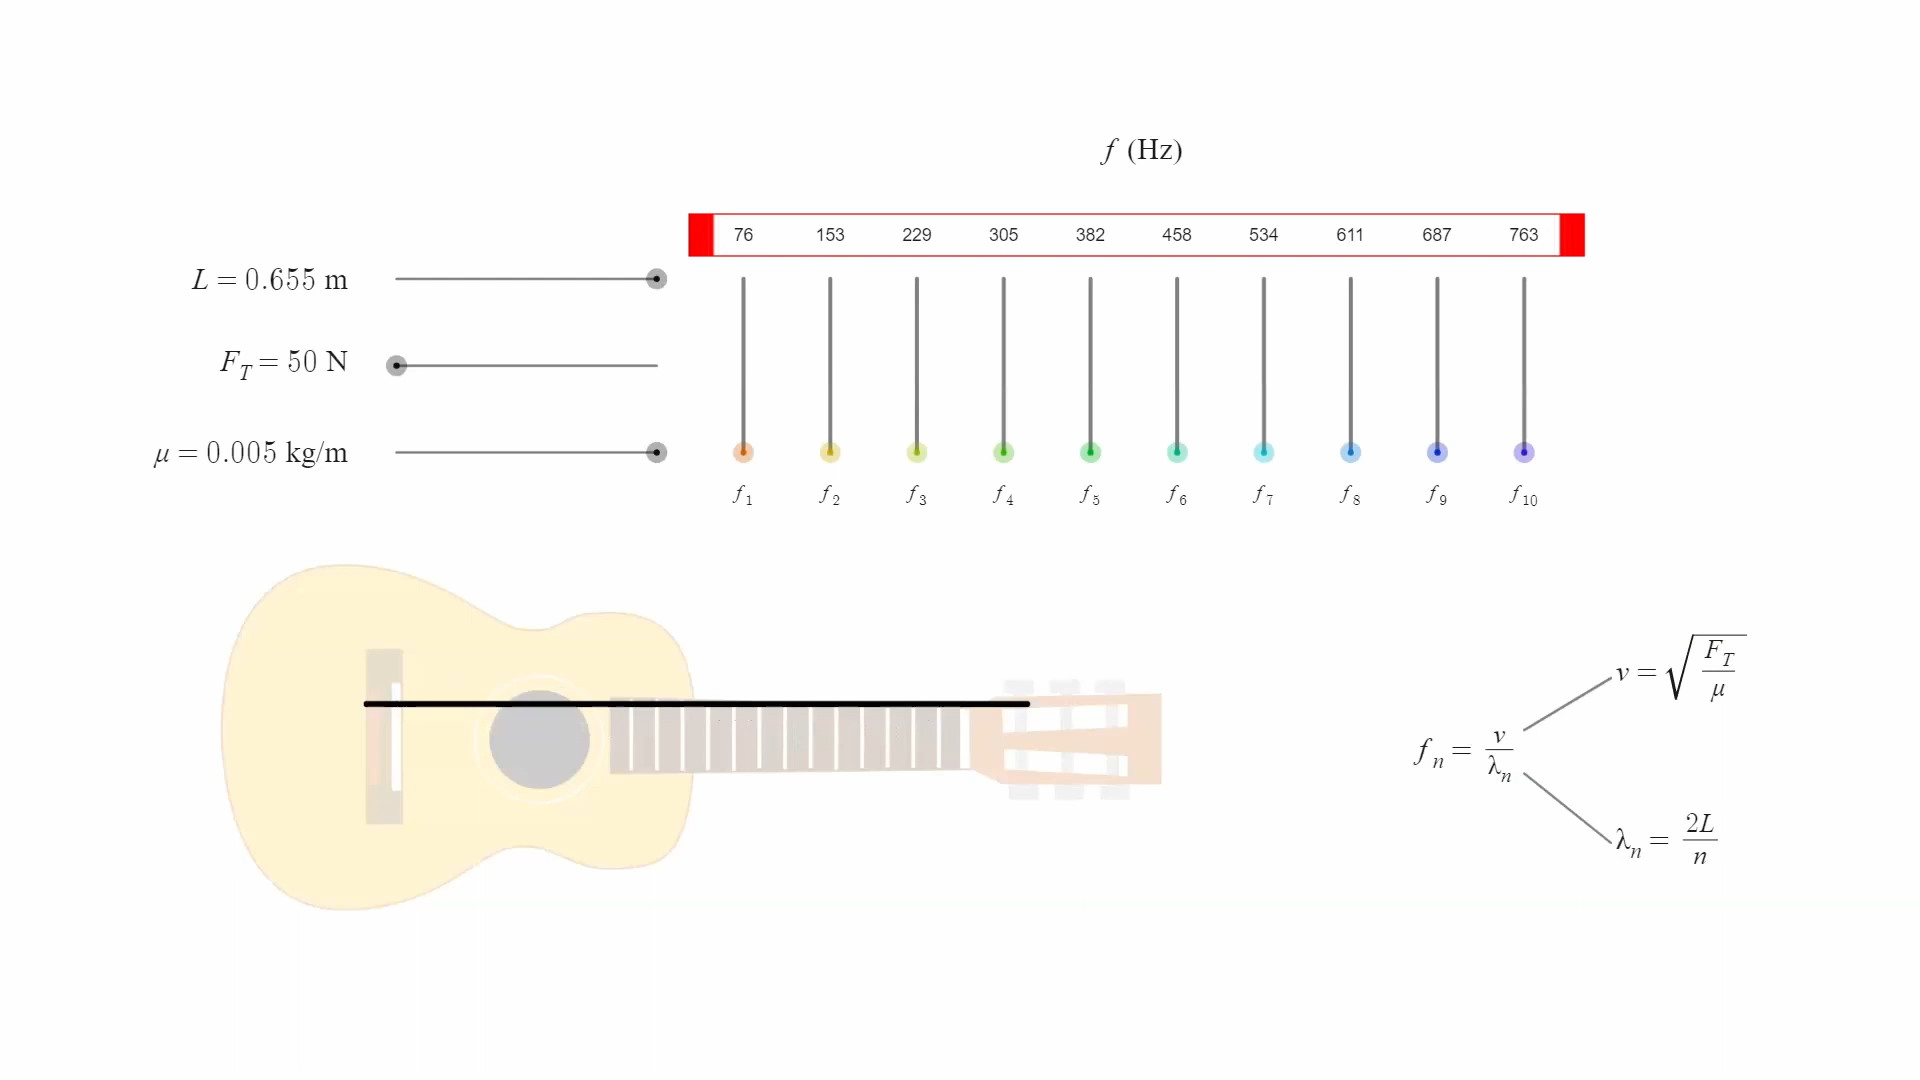 f (Hz)
76 153 229 305 382 458 534 611 687 763
L = 0.655 m
F_T = 50 N
μ = 0.005 kg/m
f_1 f_2 f_3 f_4 f_5 f_6 f_7 f_8 f_9 f_10
v = √(F_T/μ)
f_n = v/λ_n
λ_n = 2L/n